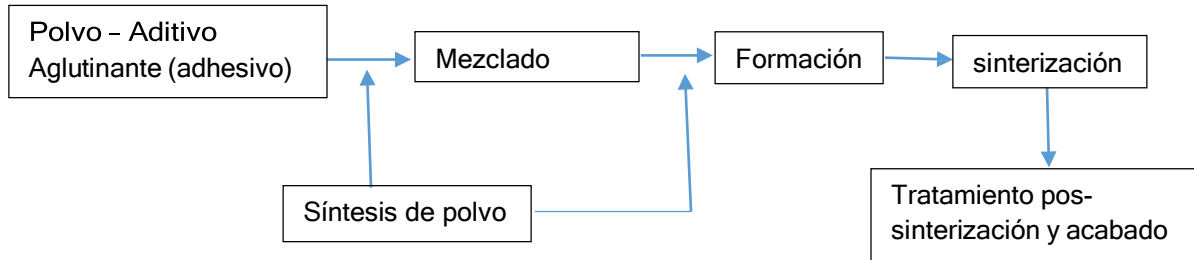 Polvo – Aditivo
Aglutinante (adhesivo)
Mezclado
Formación
sinterización
Síntesis de polvo
Tratamiento pos-
sinterización y acabado